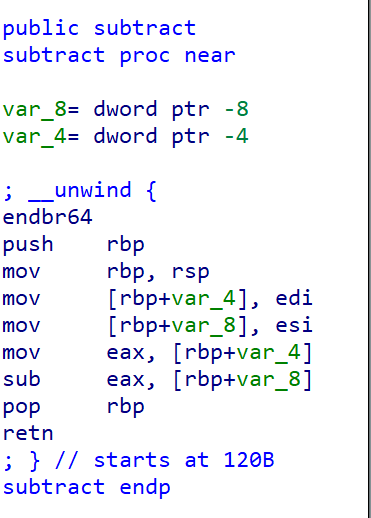 public subtract
subtract proc near
var_8= dword ptr -8
var_4= dword ptr -4
; __unwind {
endbr64
push    rbp
mov     rbp, rsp
mov     [rbp+var_4], edi
mov     [rbp+var_8], esi
mov     eax, [rbp+var_4]
sub     eax, [rbp+var_8]
pop     rbp
retn
; } // starts at 120B
subtract endp